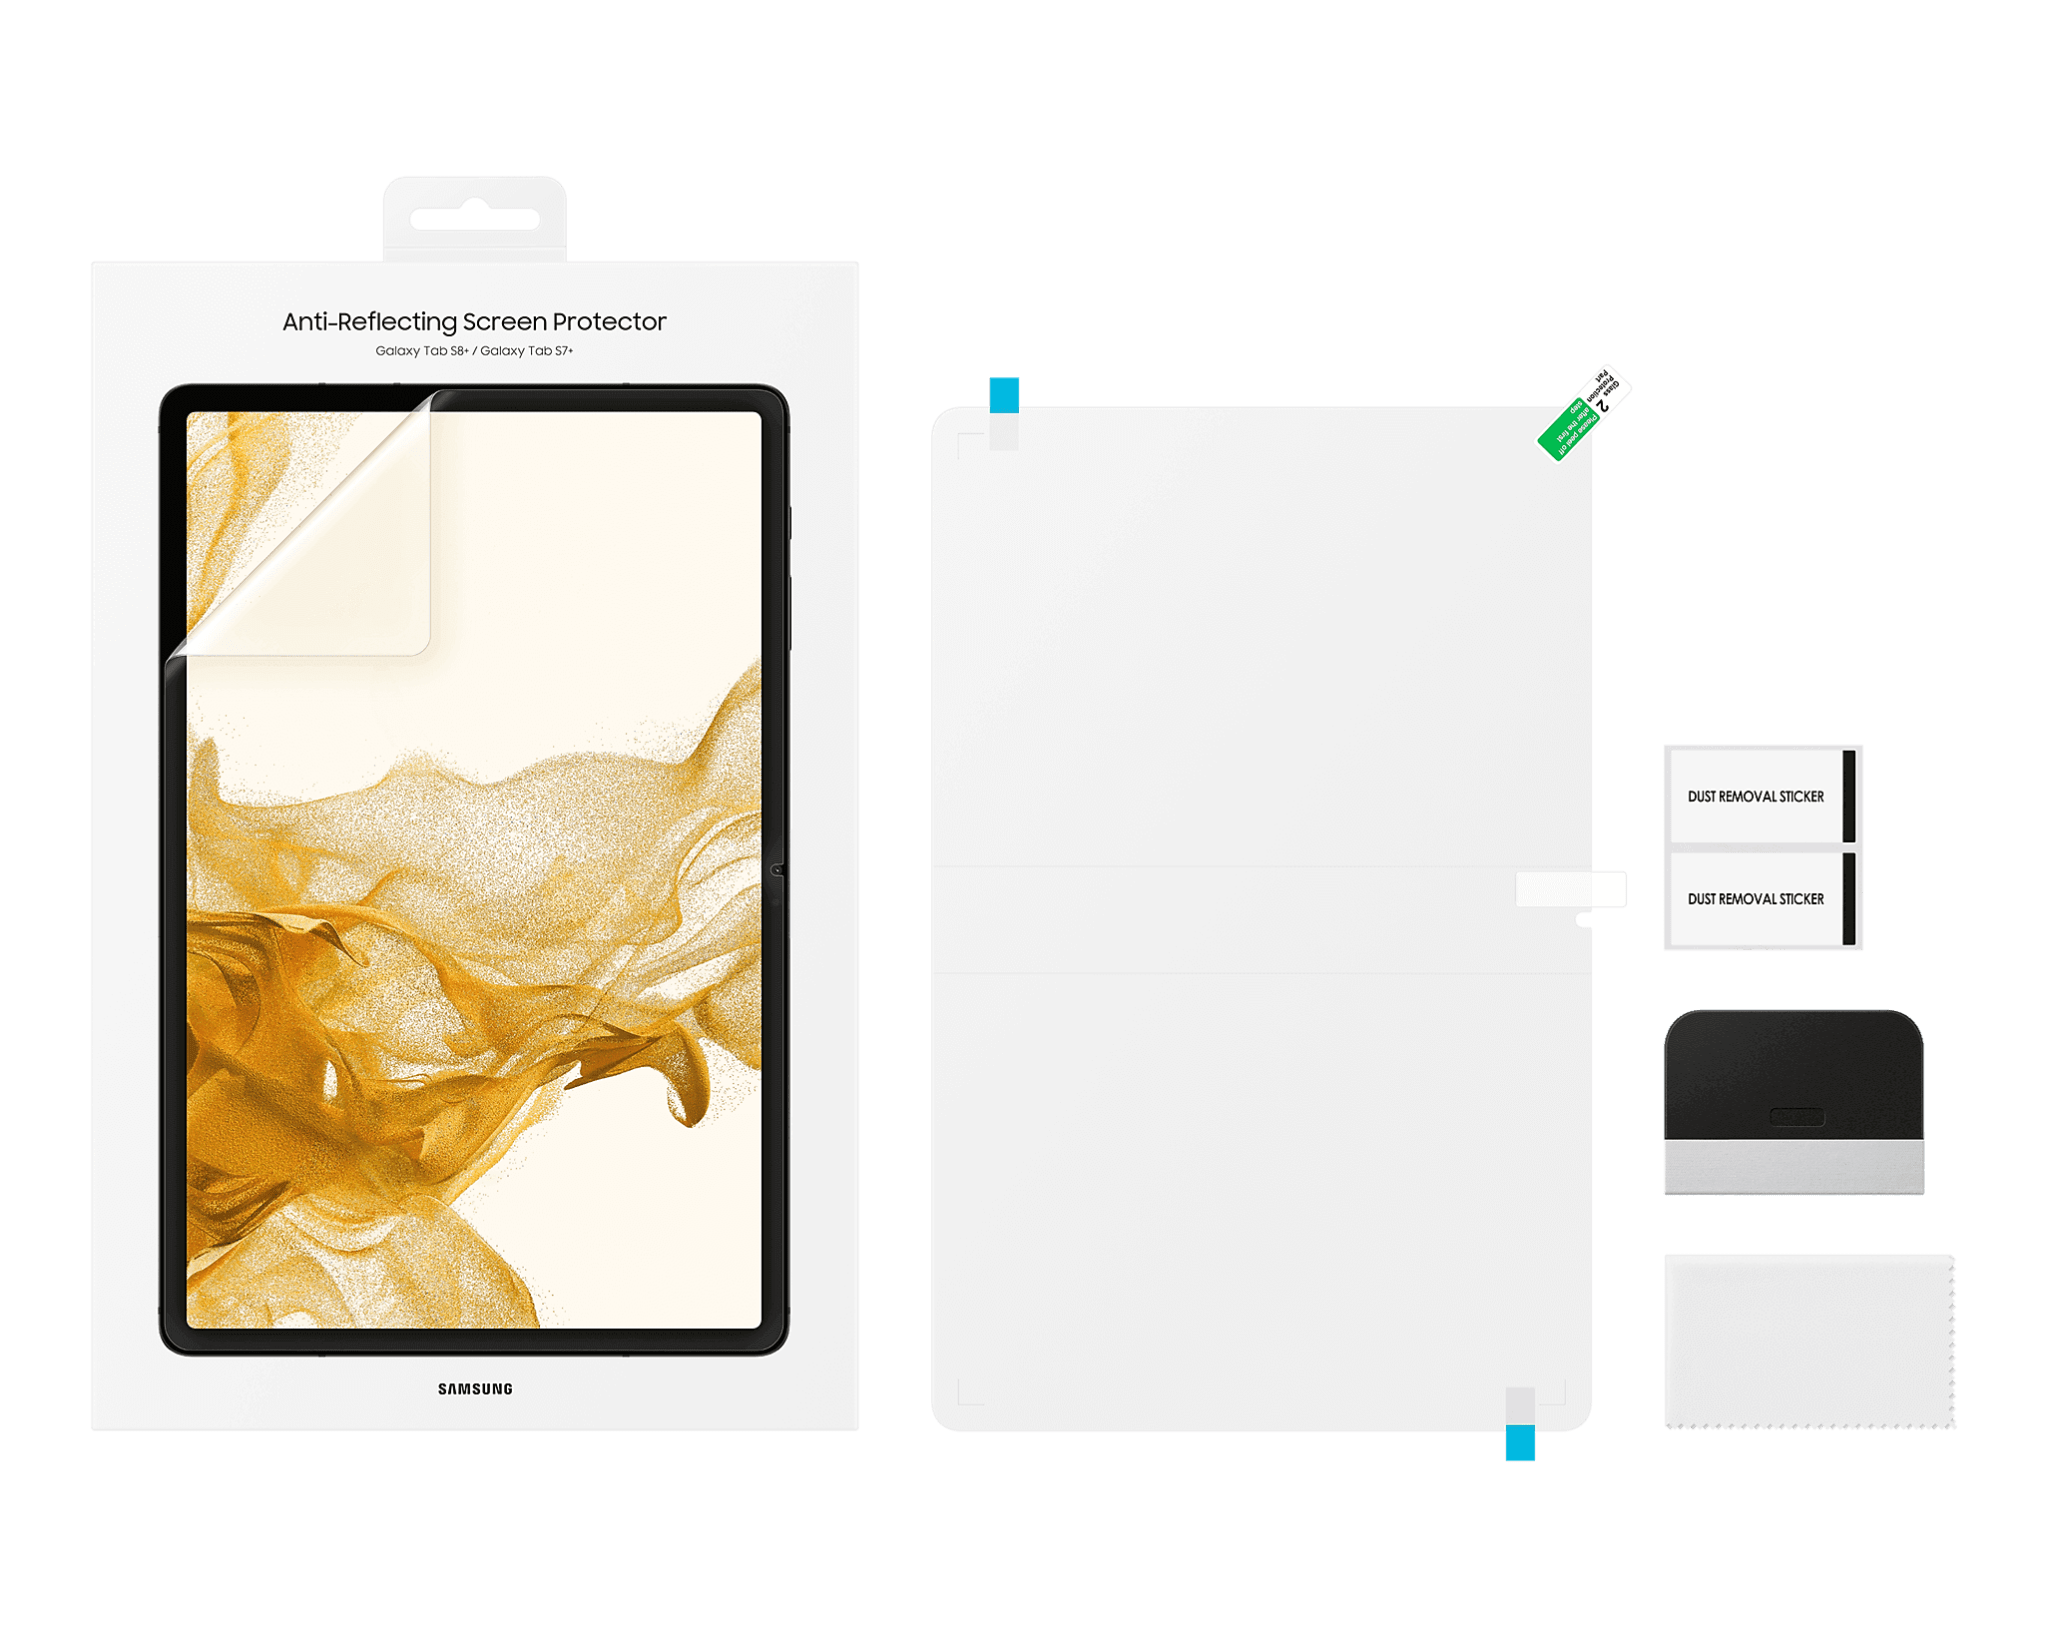 Anti-Reflecting Screen Protector
Galaxy Tab S8+ / Galaxy Tab S7+
SAMSUNG
2
Glass
Protection
Part
Please peel off
after the first
step
DUST REMOVAL STICKER
DUST REMOVAL STICKER